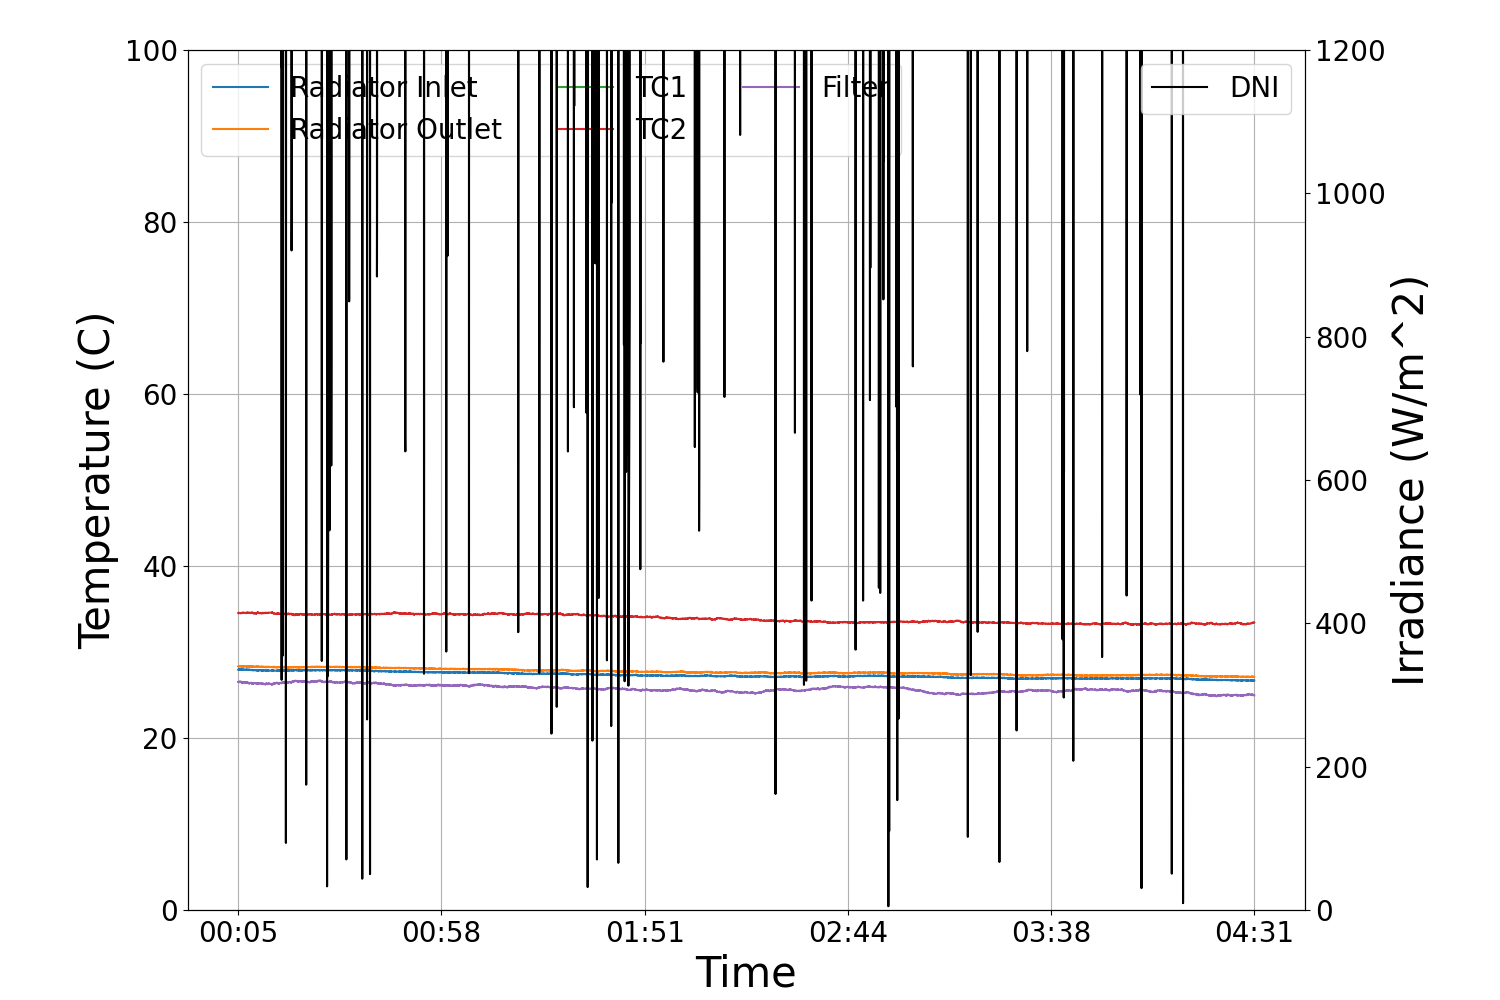 100
80
60
40
20
0
Temperature (C)
Radiator Inlet
Radiator Outlet
TC1
TC2
Filter
DNI
1200
1000
800
600
400
200
0
Irradiance (W/m^2)
00:05 00:58 01:51 02:44 03:38 04:31
Time